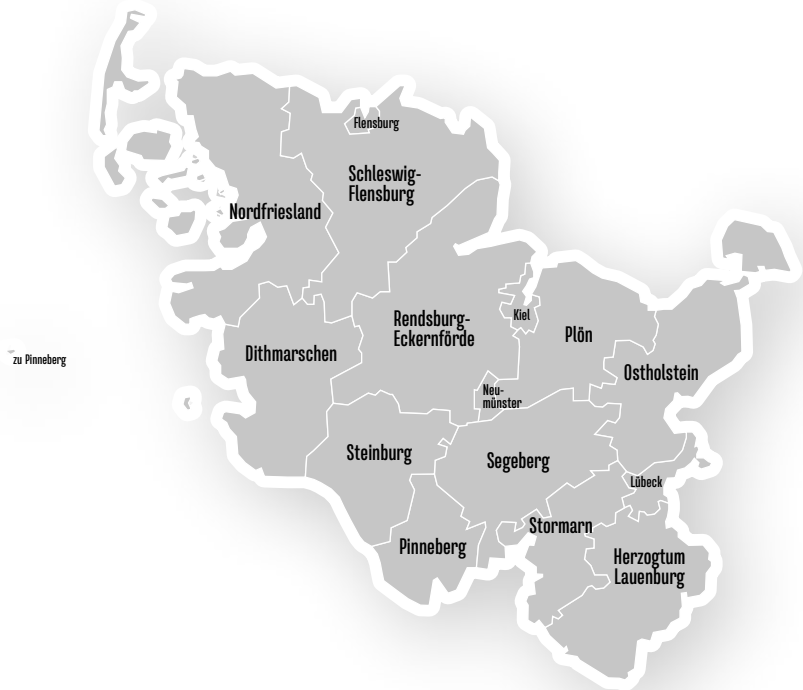 Flensburg
Schleswig-
Flensburg
Nordfriesland
Kiel
Rendsburg-
Eckernförde
Plön
Dithmarschen
zu Pinneberg
Ostholstein
Neu-
münster
Steinburg
Segeberg
Lübeck
Stormarn
Pinneberg
Herzogtum
Lauenburg